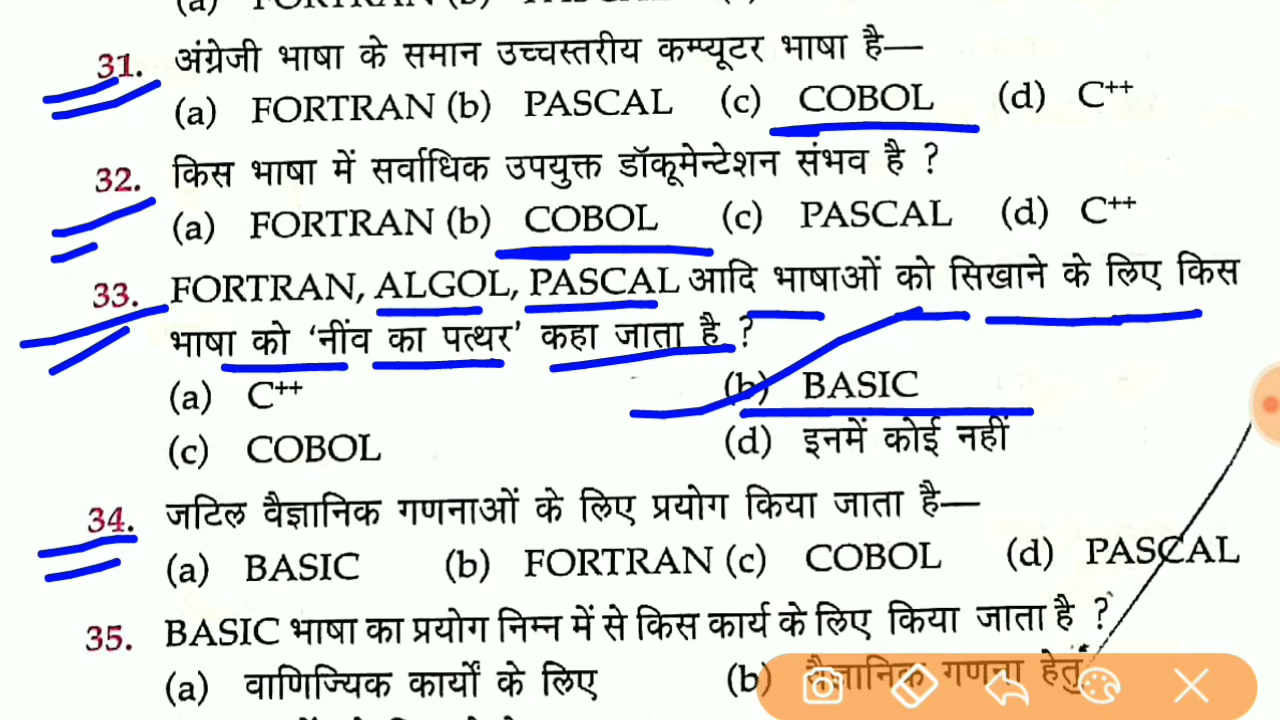 31. अंग्रेजी भाषा के समान उच्चस्तरीय कम्प्यूटर भाषा है—
(a) FORTRAN (b) PASCAL (c) COBOL (d) C++
32. किस भाषा में सर्वाधिक उपयुक्त डॉकूमेन्टेशन संभव है ?
(a) FORTRAN (b) COBOL (c) PASCAL (d) C++
33. FORTRAN, ALGOL, PASCAL आदि भाषाओं को सिखाने के लिए किस
भाषा को ‘नींव का पत्थर’ कहा जाता है ?
(a) C++ (b) BASIC
(c) COBOL (d) इनमें कोई नहीं
34. जटिल वैज्ञानिक गणनाओं के लिए प्रयोग किया जाता है—
(a) BASIC (b) FORTRAN (c) COBOL (d) PASCAL
35. BASIC भाषा का प्रयोग निम्न में से किस कार्य के लिए किया जाता है ?
(a) वाणिज्यिक कार्यों के लिए (b) वैज्ञानिक गणना हेतु